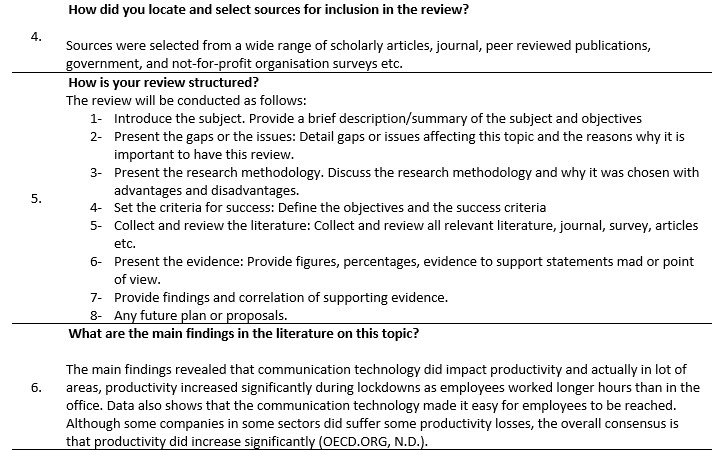 How did you locate and select sources for inclusion in the review?
4.
Sources were selected from a wide range of scholarly articles, journal, peer reviewed publications,
government, and not-for-profit organisation surveys etc.
How is your review structured?
The review will be conducted as follows:
1- Introduce the subject. Provide a brief description/summary of the subject and objectives
2- Present the gaps or the issues: Detail gaps or issues affecting this topic and the reasons why it is
important to have this review.
3- Present the research methodology. Discuss the research methodology and why it was chosen with
advantages and disadvantages.
5.
4- Set the criteria for success: Define the objectives and the success criteria
5- Collect and review the literature: Collect and review all relevant literature, journal, survey, articles
etc.
6- Present the evidence: Provide figures, percentages, evidence to support statements mad or point
of view.
7- Provide findings and correlation of supporting evidence.
8- Any future plan or proposals.
What are the main findings in the literature on this topic?
The main findings revealed that communication technology did impact productivity and actually in lot of
6.
areas, productivity increased significantly during lockdowns as employees worked longer hours than in the
office. Data also shows that the communication technology made it easy for employees to be reached.
Although some companies in some sectors did suffer some productivity losses, the overall consensus is
that productivity did increase significantly (OECD.ORG, N.D.).